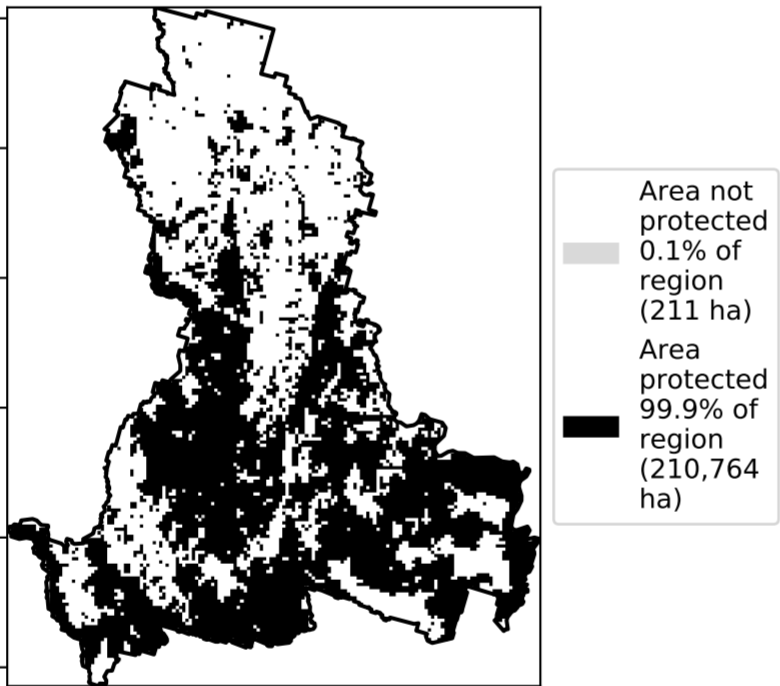 Area not
protected
0.1% of
region
(211 ha)
Area
protected
99.9% of
region
(210,764
ha)